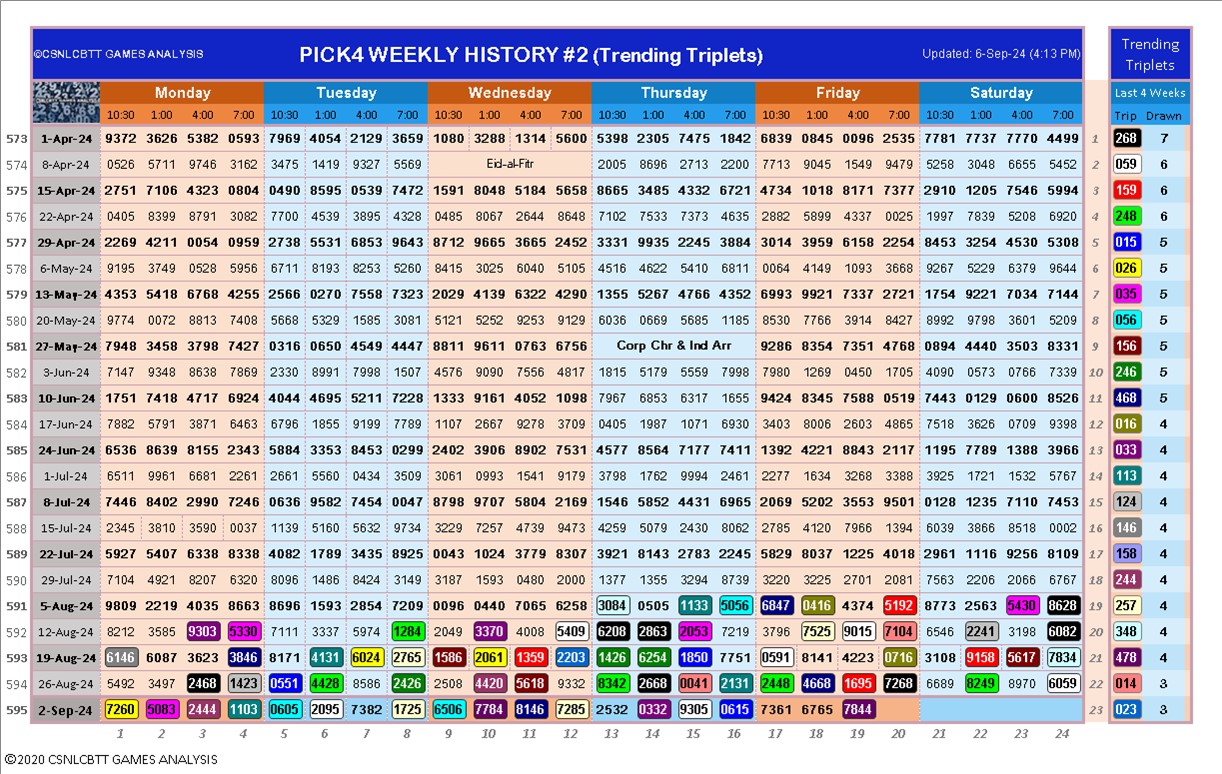 ©CSNLCBTT GAMES ANALYSIS PICK4 WEEKLY HISTORY #2 (Trending Triplets) Updated: 6-Sep-24 (4:13 PM) Trending Triplets
Monday Tuesday Wednesday Thursday Friday Saturday Last 4 Weeks
10:30 1:00 4:00 7:00 10:30 1:00 4:00 7:00 10:30 1:00 4:00 7:00 10:30 1:00 4:00 7:00 10:30 1:00 4:00 7:00 10:30 1:00 4:00 7:00 Trip Drawn
573 1-Apr-24 9372 3626 5382 0593 7969 4054 2129 3659 1080 3288 1314 5600 5398 2305 7475 1842 6839 0845 0096 2535 7781 7737 7770 4499 1 268 7
574 8-Apr-24 0526 5711 9746 3162 3475 1419 9327 5569 Eid-al-Fitr 2005 8696 2713 2200 7713 9045 1549 9479 5258 3048 6655 5452 2 059 6
575 15-Apr-24 2751 7106 4323 0804 0490 8595 0539 7472 1591 8048 5184 5658 8665 3485 4332 6721 4734 1018 8171 7377 2910 1205 7546 5994 3 159 6
576 22-Apr-24 0405 8399 8791 3082 7700 4539 3895 4328 0485 8067 2644 8648 7102 7533 7373 4635 2882 5899 4337 0025 1997 7839 5208 6920 4 248 6
577 29-Apr-24 2269 4211 0054 0959 2738 5531 6853 9643 8712 9665 3665 2452 3331 9935 2245 3884 3014 3959 6158 2254 8453 3254 4530 5308 5 015 5
578 6-May-24 9195 3749 0528 5956 6711 8193 8253 5260 8415 3025 6040 5105 4516 4622 5410 6811 0064 4149 1093 3668 9267 5229 6379 9644 6 026 5
579 13-May-24 4353 5418 6768 4255 2566 0270 7558 7323 2029 4139 6322 4290 1355 5267 4766 4352 6993 9921 7337 2721 1754 9221 7034 7144 7 035 5
580 20-May-24 9774 0072 8813 7408 5668 5329 1585 3081 5121 5252 9253 9129 6036 0669 5685 1185 8530 7766 3914 8427 8992 9798 3601 5209 8 056 5
581 27-May-24 7948 3458 3798 7427 0316 0650 4549 4447 8111 9611 0763 6756 Corp Chr & Ind Arr 9286 8354 7351 4768 0894 4440 3503 8331 9 156 5
582 3-Jun-24 7147 9348 8638 7869 2330 8991 7998 1507 4576 9090 7556 4817 1815 5179 5559 7998 7980 1269 0450 1705 4090 0573 0766 7339 10 246 5
583 10-Jun-24 1751 7418 4717 6924 4044 4695 5211 7228 1333 9161 4052 1098 7967 6853 6317 1655 9424 8345 7588 0519 7443 0129 0600 8526 11 468 5
584 17-Jun-24 7882 5791 3871 6463 6796 1855 9199 7789 1107 2667 9278 3709 0405 1987 1071 6930 3403 8006 2603 4865 7518 3626 0709 9398 12 016 4
585 24-Jun-24 6536 8639 8155 2343 5884 3353 8453 0299 2402 3906 8902 7531 4577 8564 7177 7411 1392 4221 8843 2117 1195 7789 1388 3966 13 033 4
586 1-Jul-24 6511 9961 6681 2261 2661 5560 0434 3509 3061 0993 1541 9179 3798 1762 2994 2461 2277 1634 3268 3388 3925 1721 1532 5767 14 113 4
587 8-Jul-24 7446 8402 2990 7246 0636 9582 7454 0047 8798 9707 5804 2169 1546 5852 4431 6965 2069 5202 3553 9501 0128 1235 7110 7453 15 124 4
588 15-Jul-24 2345 3810 3590 0037 1139 5160 5632 9734 3229 7257 4739 9473 4259 5079 2430 8062 2785 4120 7966 1394 6039 3866 8518 0002 16 146 4
589 22-Jul-24 5927 5407 6338 8338 4082 1789 3435 8925 0043 1024 3779 8307 3921 8143 2783 2245 5829 8037 1225 4018 2961 1116 9256 8109 17 158 4
590 29-Jul-24 7104 4921 8207 6320 8096 1486 8424 3149 3187 1593 0480 2000 1377 1355 3294 8739 3220 3225 2701 2081 7563 2206 2066 6767 18 244 4
591 5-Aug-24 9809 2219 4035 8663 8696 1593 2854 7209 0096 0440 7065 6258 3084 0505 1133 5056 6847 0416 4374 5192 8773 2563 5430 8628 19 257 4
592 12-Aug-24 8212 3585 9303 5330 7111 3337 5974 1284 2049 3370 4008 5409 6208 2863 2053 7219 3796 7525 9015 7104 6546 2241 3198 6082 20 348 4
593 19-Aug-24 6146 6087 3623 3846 8171 4131 6024 2765 1586 2061 1359 2203 1426 6254 1850 7751 0591 8141 4223 0716 3108 9158 5617 7834 21 478 4
594 26-Aug-24 5492 3497 2468 1423 0551 4428 8586 2426 2508 4420 5618 9332 8342 2668 0041 2131 2448 4668 1695 7268 6689 8249 8970 6059 22 014 3
595 2-Sep-24 7260 5083 2444 1103 0605 2095 7382 1725 6506 7784 8146 7285 2532 0332 9305 0615 7361 6765 7844 23 023 3
1 2 3 4 5 6 7 8 9 10 11 12 13 14 15 16 17 18 19 20 21 22 23 24
©2020 CSNLCBTT GAMES ANALYSIS